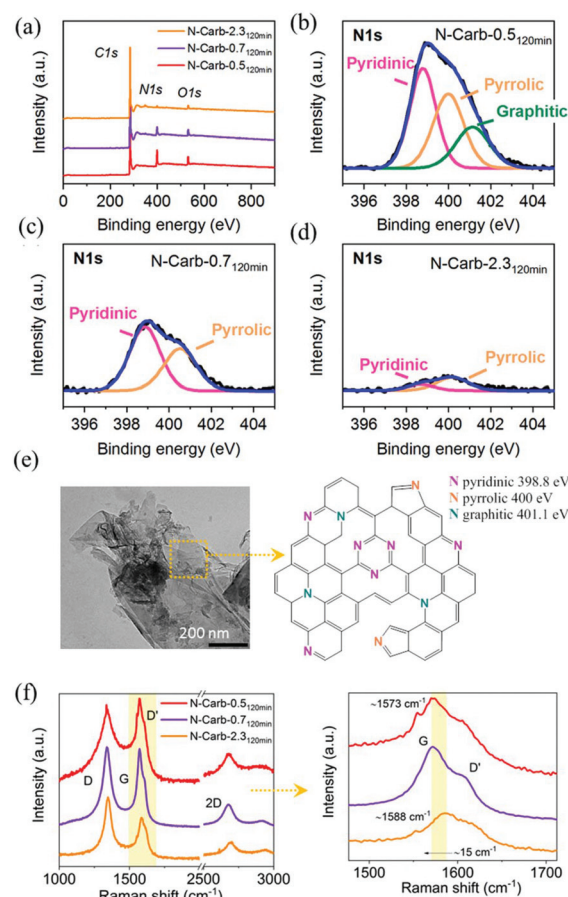 (a)
C1s
N1s
O1s
N-Carb-2.3120min
N-Carb-0.7120min
N-Carb-0.5120min
Intensity (a.u.)
0 200 400 600 800
Binding energy (eV)
(b)
N1s
N-Carb-0.5120min
Pyridinic
Pyrrolic
Graphitic
Intensity (a.u.)
396 398 400 402 404
Binding energy (eV)
(c)
N1s
N-Carb-0.7120min
Pyridinic
Pyrrolic
Intensity (a.u.)
396 398 400 402 404
Binding energy (eV)
(d)
N1s
N-Carb-2.3120min
Pyridinic
Pyrrolic
Intensity (a.u.)
396 398 400 402 404
Binding energy (eV)
(e)
200 nm
N pyridinic 398.8 eV
N pyrrolic 400 eV
N graphitic 401.1 eV
N
N
N
N
N
N
N
N
N
N
N
(f)
N-Carb-0.5120min
N-Carb-0.7120min
N-Carb-2.3120min
D'
D
G
2D
Intensity (a.u.)
1000 1500 2500 3000
Raman shift (cm-1)
~1573 cm-1
G
D'
~1588 cm-1
~15 cm-1
Intensity (a.u.)
1500 1600 1700
Raman shift (cm-1)